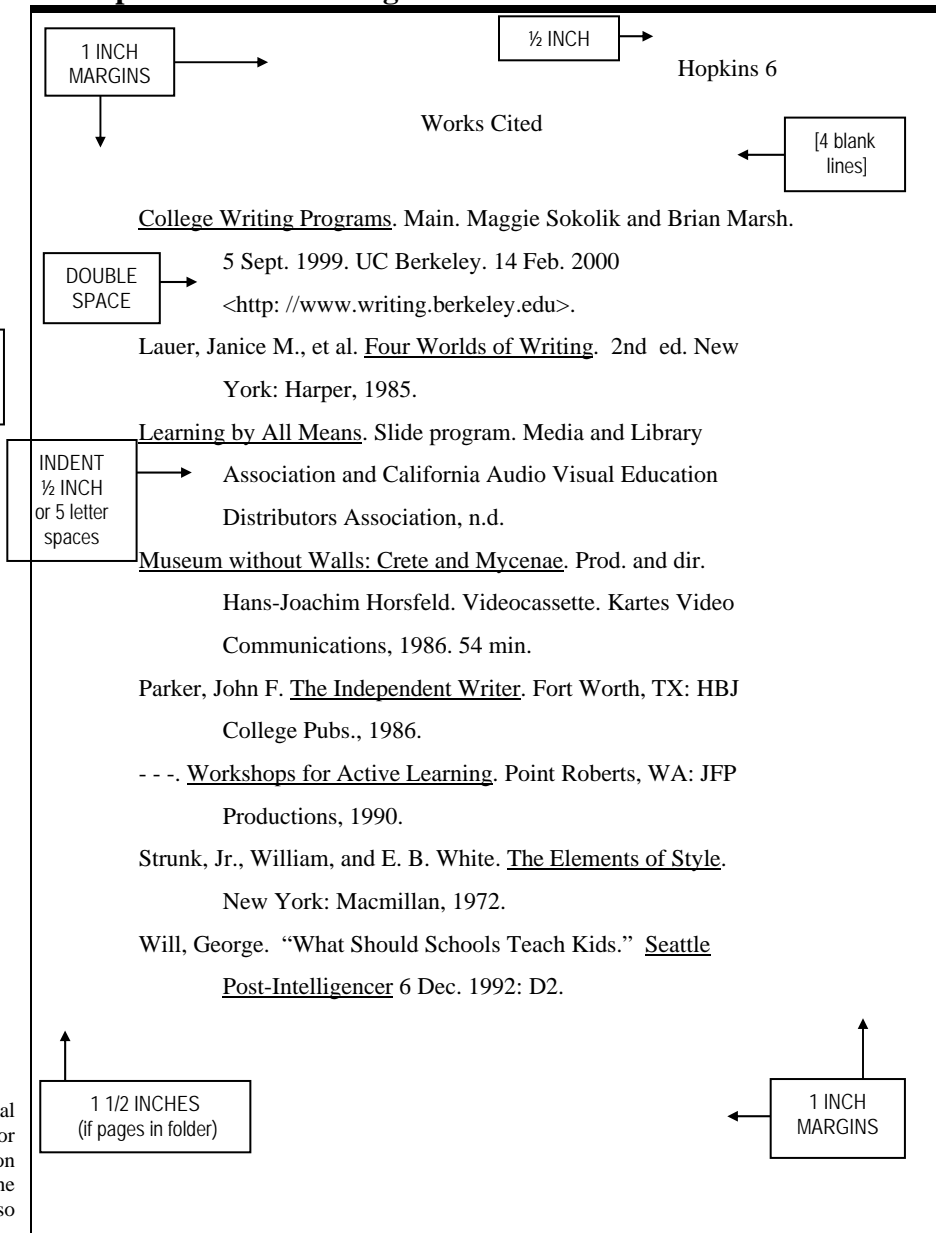 ½ INCH
1 INCH
MARGINS
Hopkins 6
Works Cited
[4 blank
lines]
College Writing Programs. Main. Maggie Sokolik and Brian Marsh.
5 Sept. 1999. UC Berkeley. 14 Feb. 2000
<http: //www.writing.berkeley.edu>.
DOUBLE
SPACE
Lauer, Janice M., et al. Four Worlds of Writing. 2nd ed. New
York: Harper, 1985.
Learning by All Means. Slide program. Media and Library
Association and California Audio Visual Education
Distributors Association, n.d.
INDENT
½ INCH
or 5 letter
spaces
Museum without Walls: Crete and Mycenae. Prod. and dir.
Hans-Joachim Horsfeld. Videocassette. Kartes Video
Communications, 1986. 54 min.
Parker, John F. The Independent Writer. Fort Worth, TX: HBJ
College Pubs., 1986.
- - -. Workshops for Active Learning. Point Roberts, WA: JFP
Productions, 1990.
Strunk, Jr., William, and E. B. White. The Elements of Style.
New York: Macmillan, 1972.
Will, George. “What Should Schools Teach Kids.” Seattle
Post-Intelligencer 6 Dec. 1992: D2.
1 1/2 INCHES
(if pages in folder)
1 INCH
MARGINS